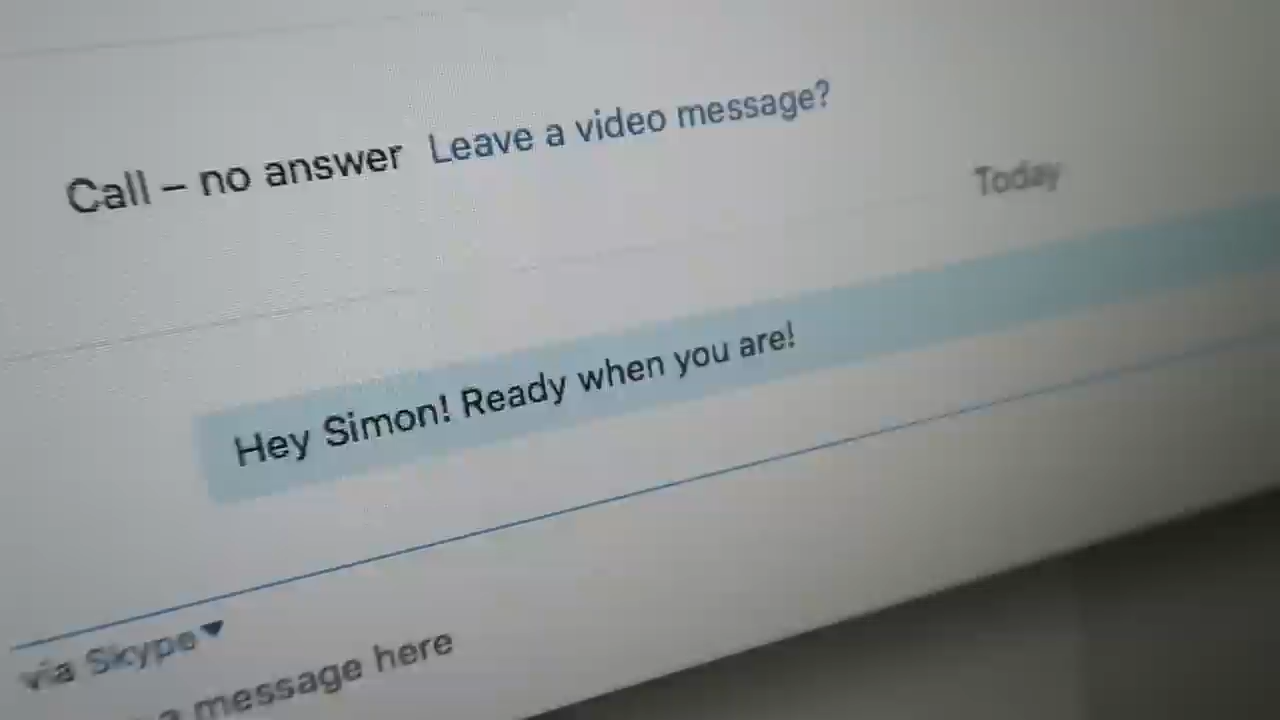 Call – no answer Leave a video message?
Today
Hey Simon! Ready when you are!
via Skype
a message here